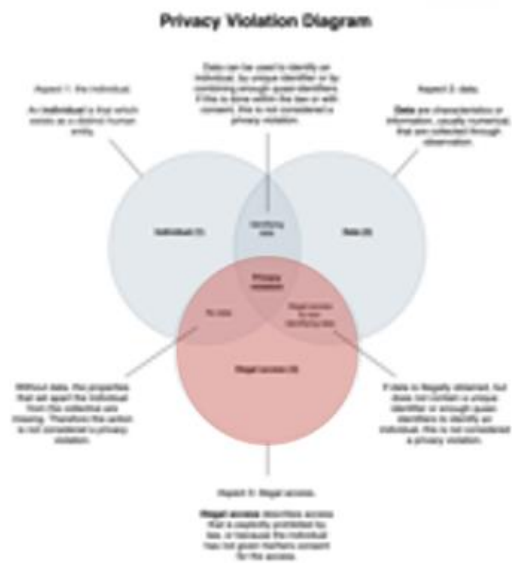 Privacy Violation Diagram
Data can be used to identify an
individual, by unique identifier or by
combining enough quasi-identifiers.
If this is done within the law or with
consent, this is not considered a
privacy violation.
Aspect 1: the individual.
An individual is that which
exists as a distinct human
entity.
Aspect 2: data.
Data are characteristics or
information, usually numerical,
that are collected through
observation.
Identifying
data
Individual (1)
Data (2)
Privacy
violation
No data
Illegal access
to non
identifying data
Illegal access (3)
Without data, the properties
that set apart the individual
from the collective are
missing. Therefore the action
is not considered a privacy
violation.
If data is illegally obtained, but
does not contain a unique
identifier or enough quasi-
identifiers to identify an
individual, this is not considered
a privacy violation.
Aspect 3: illegal access.
Illegal access describes access
that is explicitly prohibited by
law, or because the individual
has not given consent
for the access.